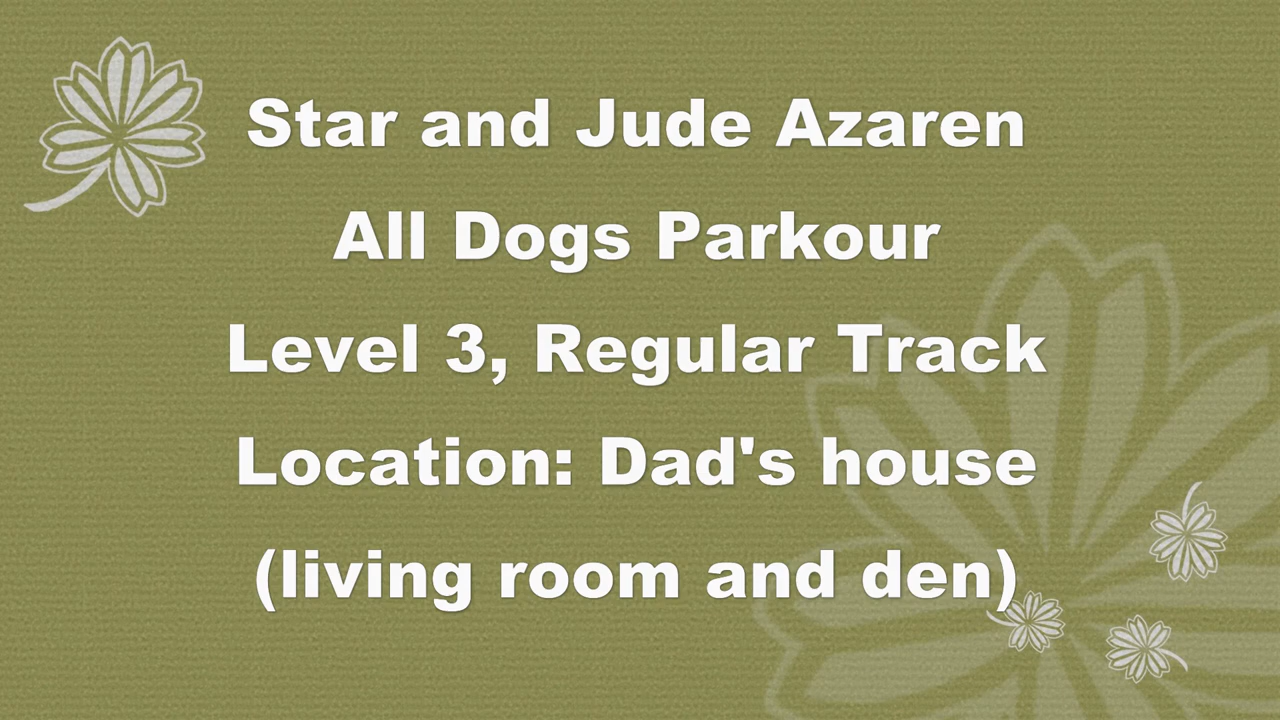 Star and Jude Azaren
All Dogs Parkour
Level 3, Regular Track
Location: Dad's house
(living room and den)